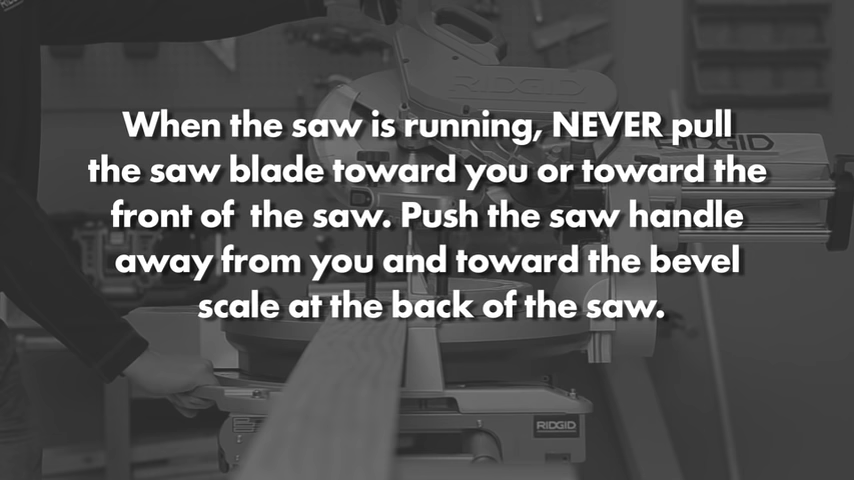 RIDGID
When the saw is running, NEVER pull
RIDGID
the saw blade toward you or toward the
front of the saw. Push the saw handle
away from you and toward the bevel
scale at the back of the saw.
RIDGID